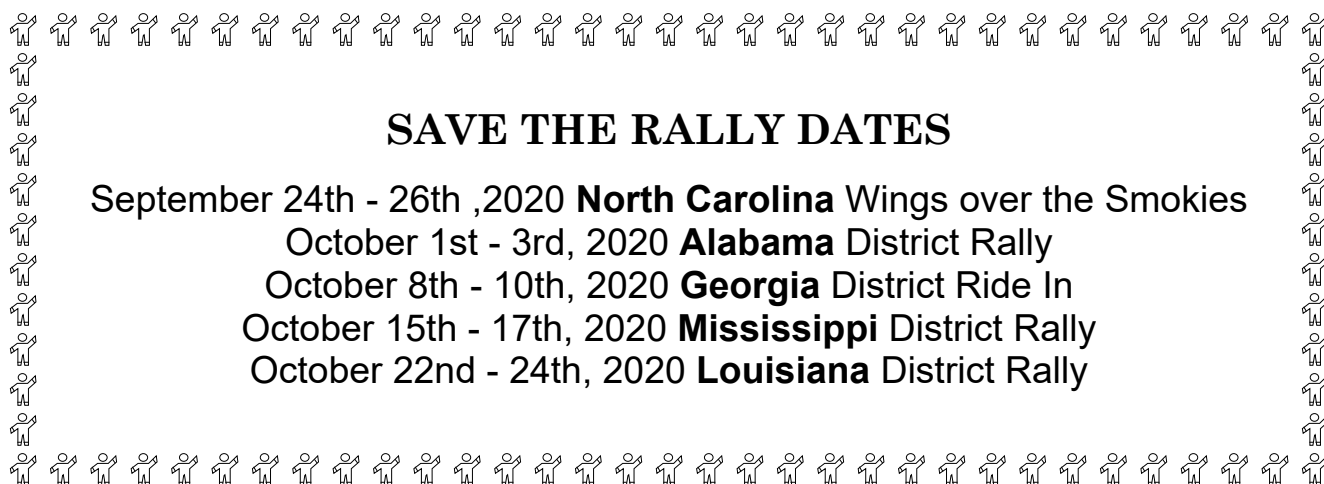 SAVE THE RALLY DATES
September 24th - 26th ,2020 North Carolina Wings over the Smokies
October 1st - 3rd, 2020 Alabama District Rally
October 8th - 10th, 2020 Georgia District Ride In
October 15th - 17th, 2020 Mississippi District Rally
October 22nd - 24th, 2020 Louisiana District Rally